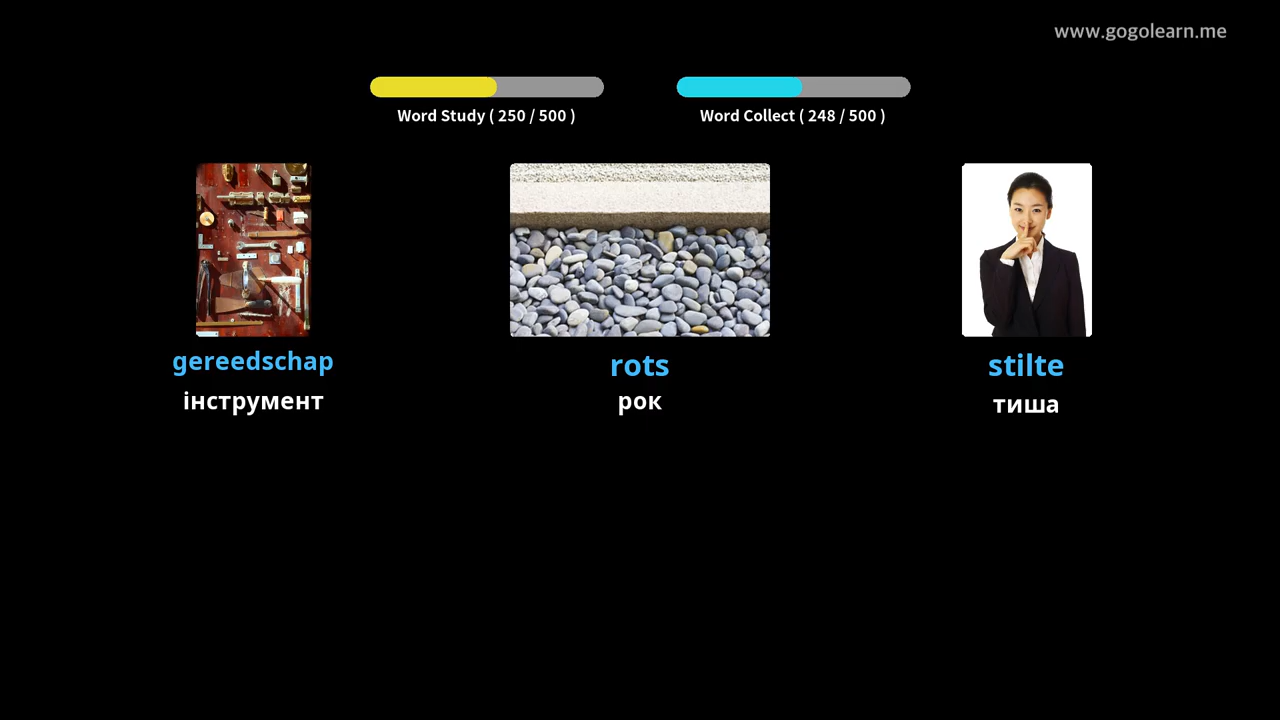 www.gogolearn.me
Word Study ( 250 / 500 )
Word Collect ( 248 / 500 )
gereedschap
інструмент
rots
рок
stilte
тиша